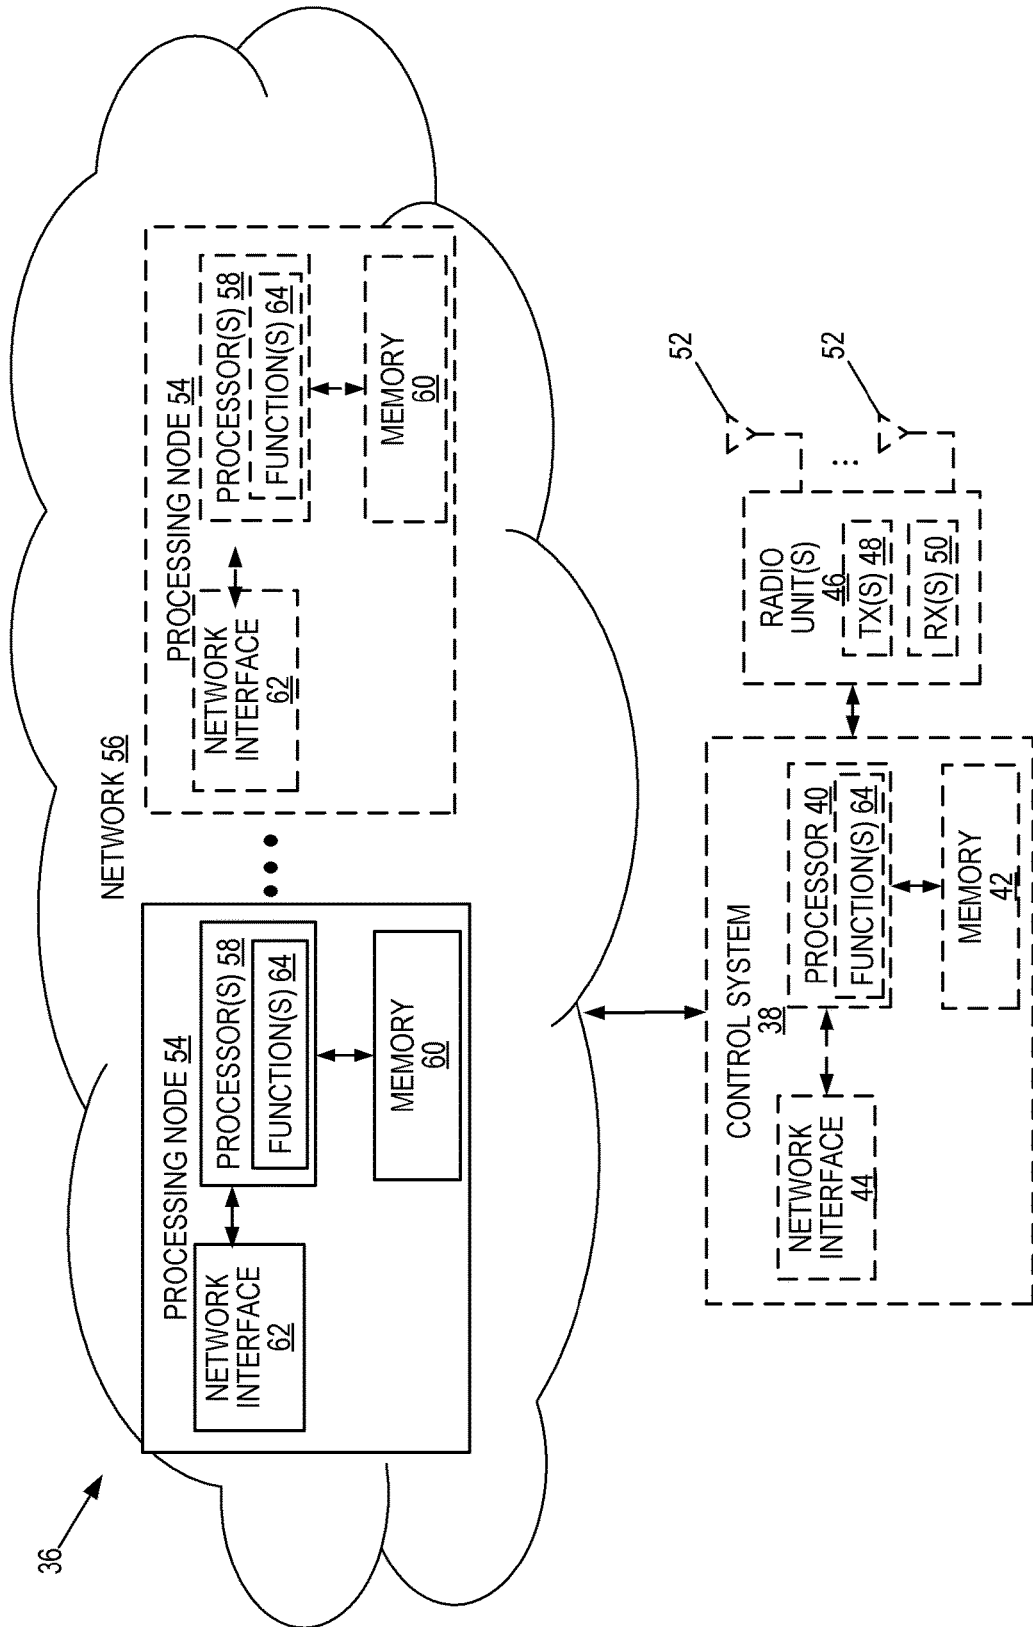 36
NETWORK 56
PROCESSING NODE 54
NETWORK
INTERFACE
62
PROCESSOR(S) 58
FUNCTION(S) 64
MEMORY
60
PROCESSING NODE 54
NETWORK
INTERFACE
62
PROCESSOR(S) 58
FUNCTION(S) 64
MEMORY
60
CONTROL SYSTEM
38
NETWORK
INTERFACE
44
PROCESSOR 40
FUNCTION(S) 64
MEMORY
42
RADIO
UNIT(S)
46
TX(S) 48
RX(S) 50
52
52